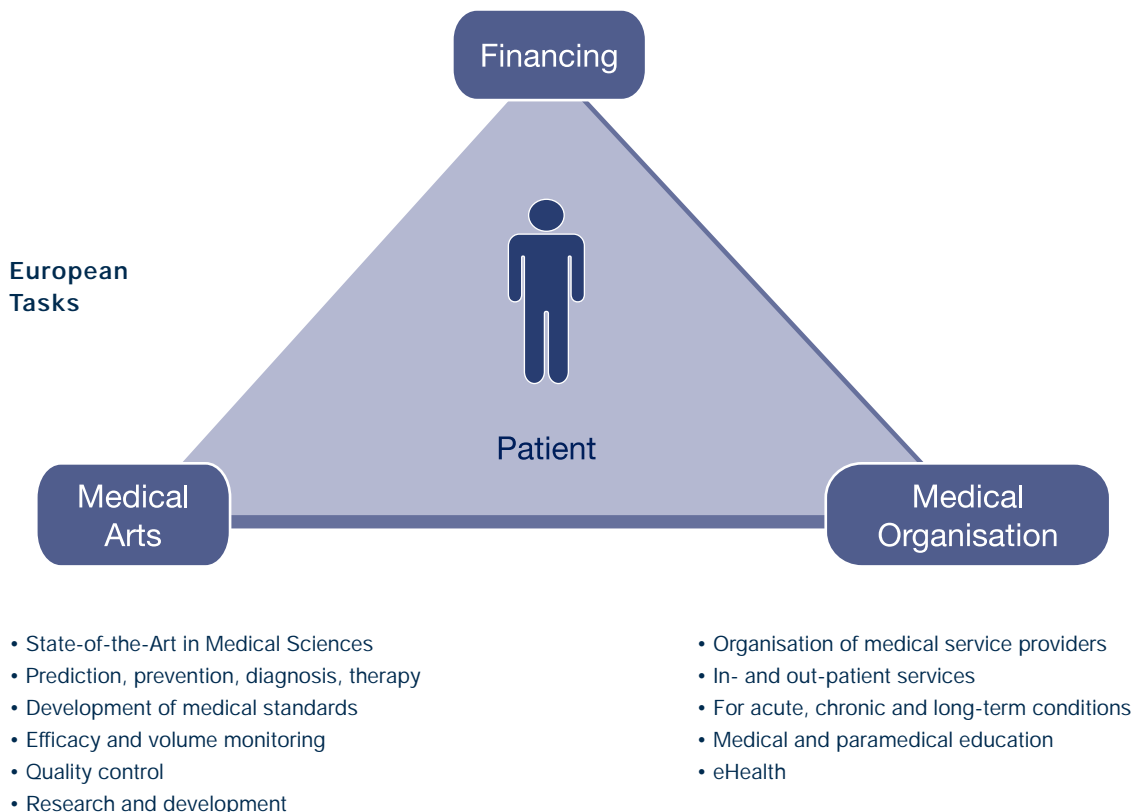 Financing
European
Tasks
Patient
Medical
Arts
Medical
Organisation
• State-of-the-Art in Medical Sciences
• Prediction, prevention, diagnosis, therapy
• Development of medical standards
• Efficacy and volume monitoring
• Quality control
• Research and development
• Organisation of medical service providers
• In- and out-patient services
• For acute, chronic and long-term conditions
• Medical and paramedical education
• eHealth